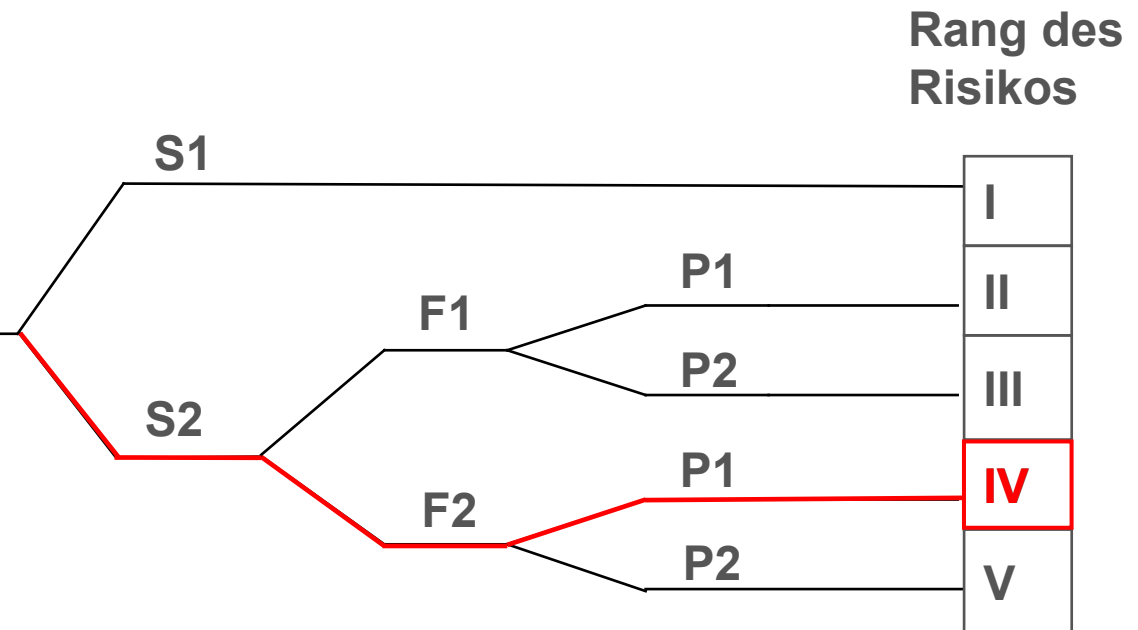 Rang des
Risikos
S1
I
P1
II
F1
P2
III
S2
P1
IV
F2
P2
V